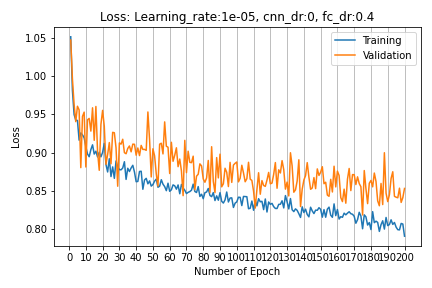 Loss: Learning_rate:1e-05, cnn_dr:0, fc_dr:0.4
Training
Validation
Loss
1.05
1.00
0.95
0.90
0.85
0.80
0 10 20 30 40 50 60 70 80 90 100 110 120 130 140 150 160 170 180 190 200
Number of Epoch